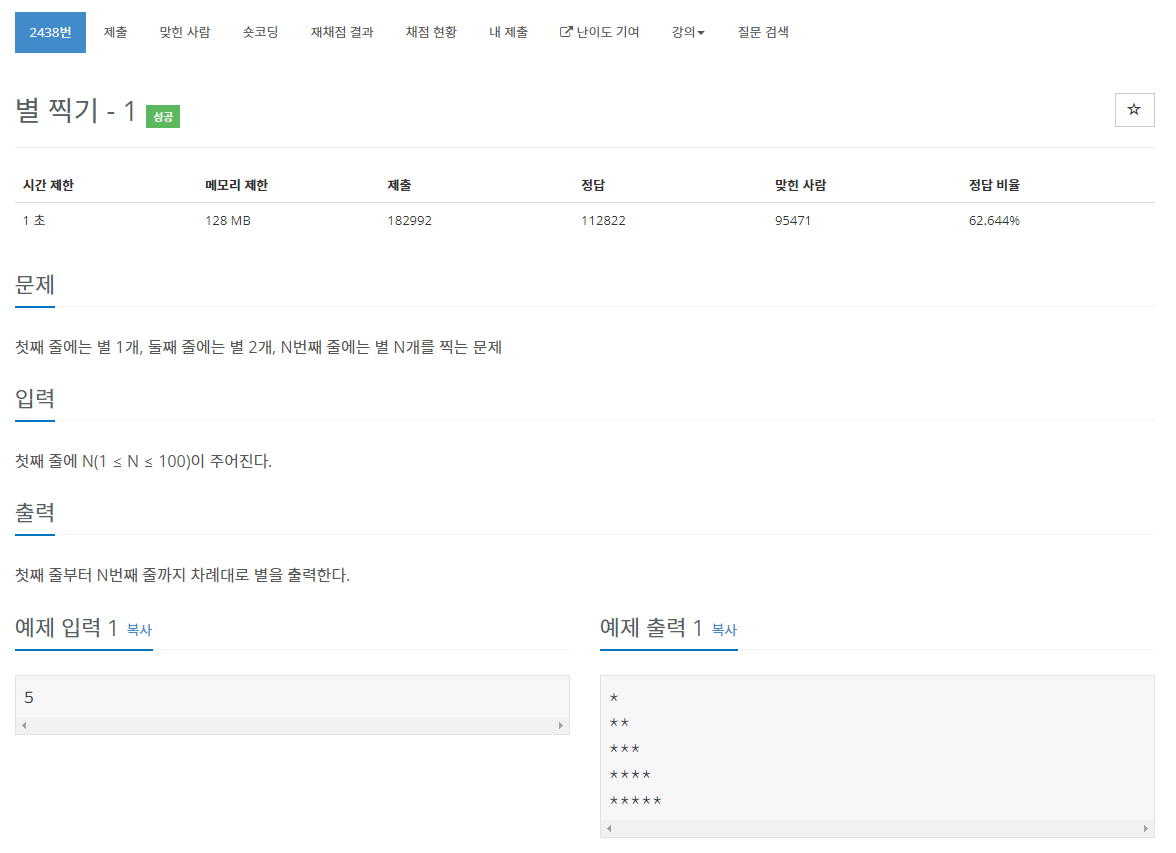 2438번 제출 맞힌 사람 숏코딩 재채점 결과 채점 현황 내 제출 난이도 기여 강의 질문 검색
별 찍기 - 1 성공
☆
시간 제한 메모리 제한 제출 정답 맞힌 사람 정답 비율
1 초 128 MB 182992 112822 95471 62.644%
문제
첫째 줄에는 별 1개, 둘째 줄에는 별 2개, N번째 줄에는 별 N개를 찍는 문제
입력
첫째 줄에 N(1 ≤ N ≤ 100)이 주어진다.
출력
첫째 줄부터 N번째 줄까지 차례대로 별을 출력한다.
예제 입력 1 복사
5
예제 출력 1 복사
*
**
***
****
*****